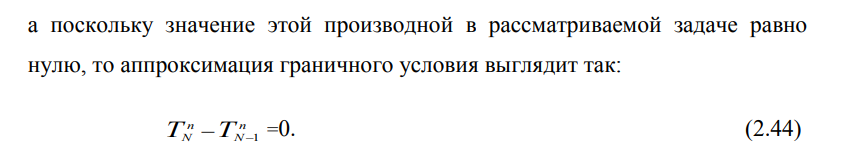 а поскольку значение этой производной в рассматриваемой задаче равно
нулю, то аппроксимация граничного условия выглядит так:
$T_N^n - T_{N-1}^n$ =0. (2.44)